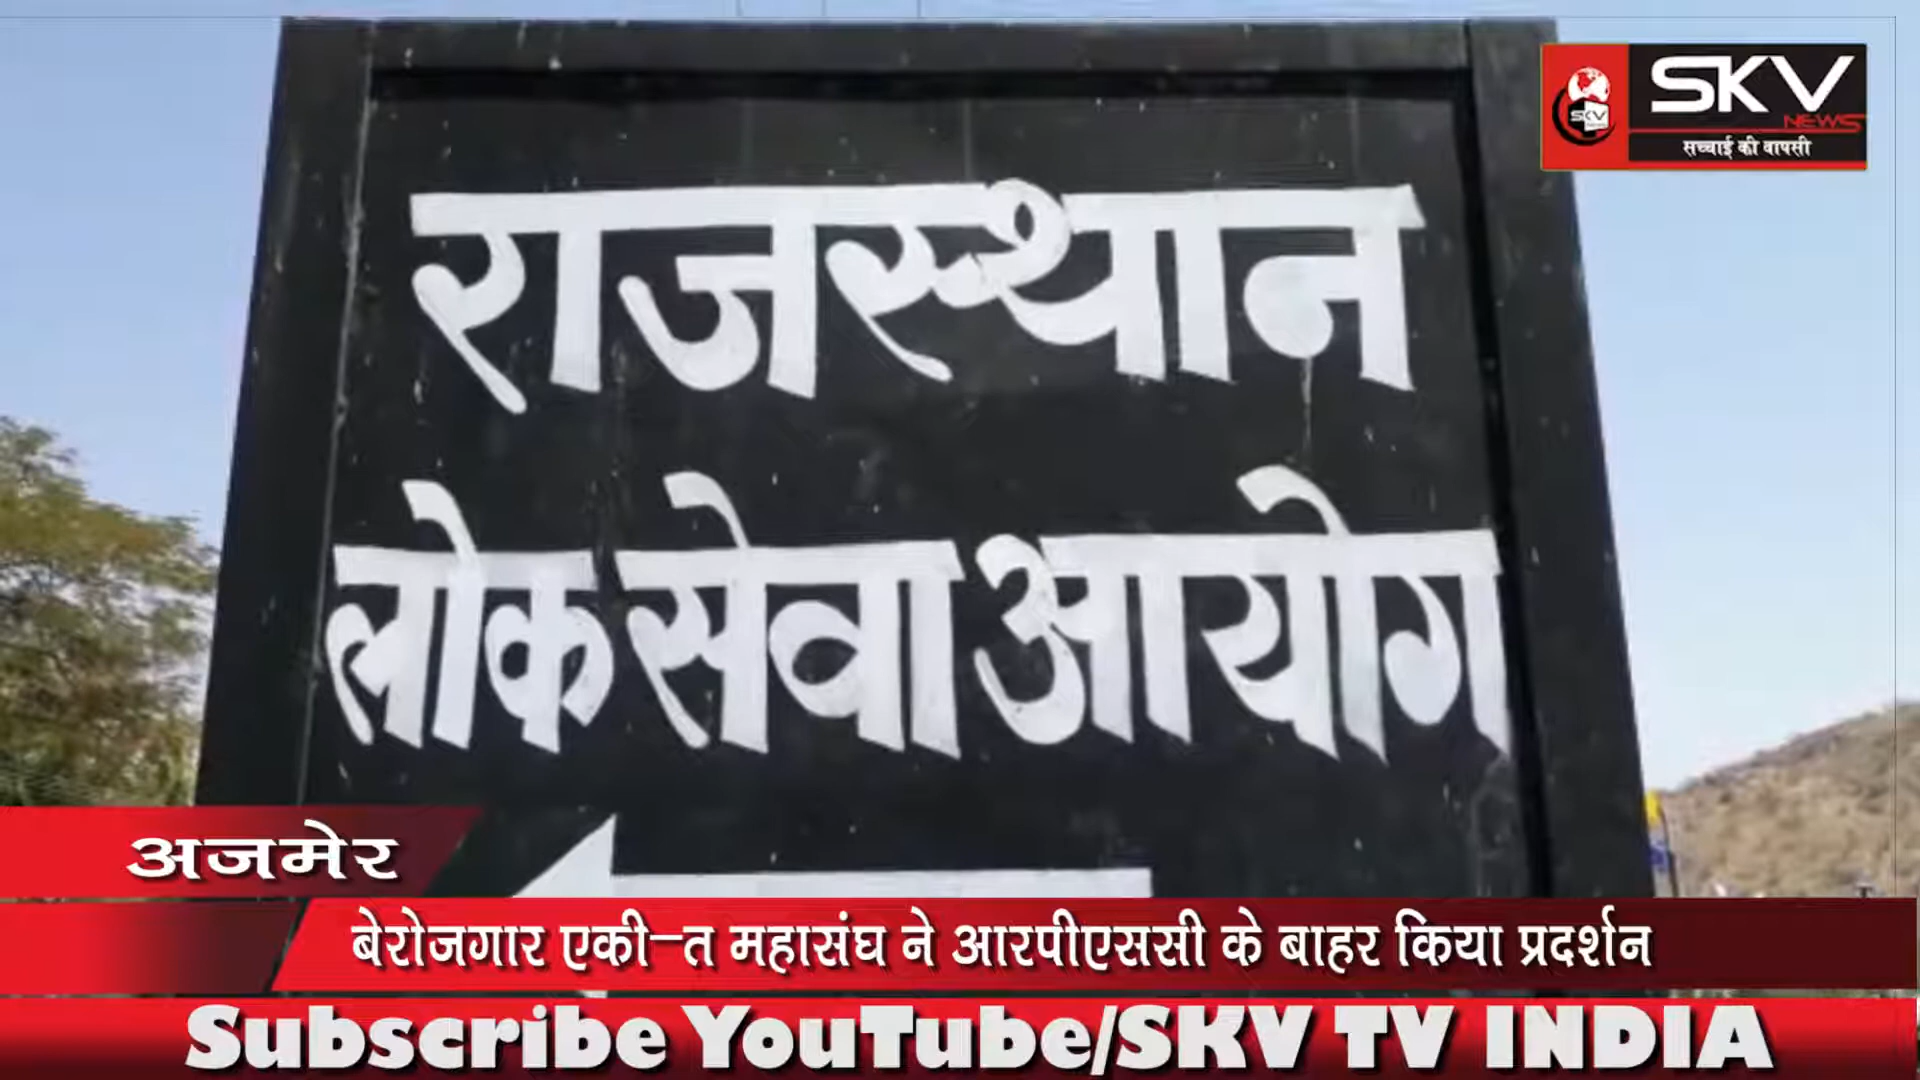 SKV
NEWS
सच्चाई की वापसी
SKV
राजस्थान
लोक सेवा आयोग
अजमेर
बेरोजगार एकी–त महासंघ ने आरपीएससी के बाहर किया प्रदर्शन
Subscribe YouTube/SKV TV INDIA